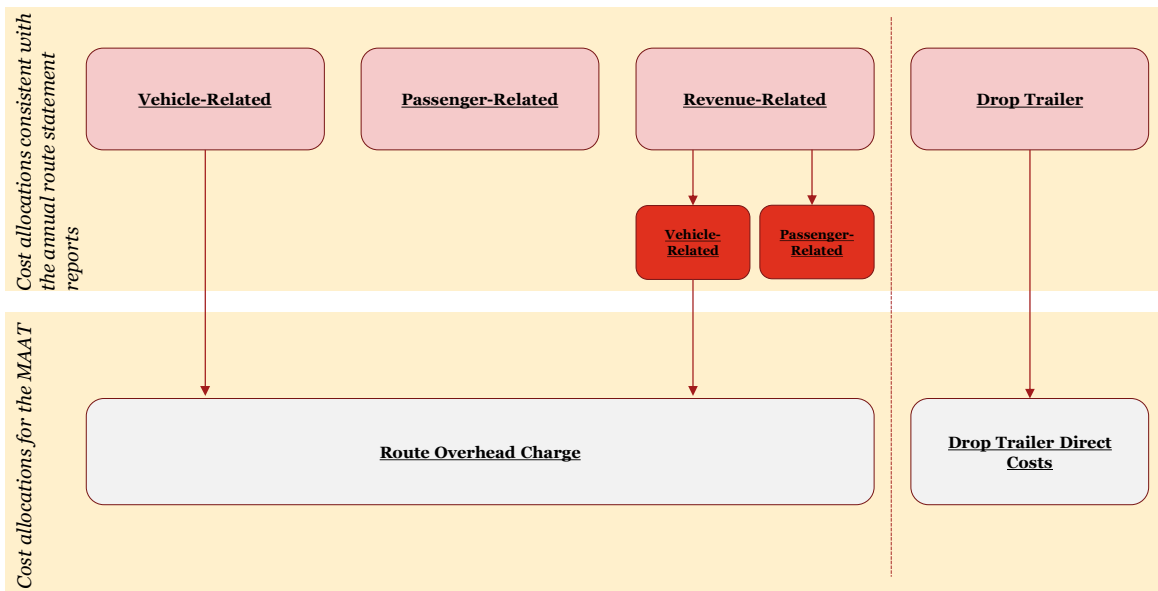 Cost allocations consistent with
the annual route statement
reports
Vehicle-Related
Passenger-Related
Revenue-Related
Drop Trailer
Vehicle-
Related
Passenger-
Related
Cost allocations for the MAAT
Route Overhead Charge
Drop Trailer Direct
Costs